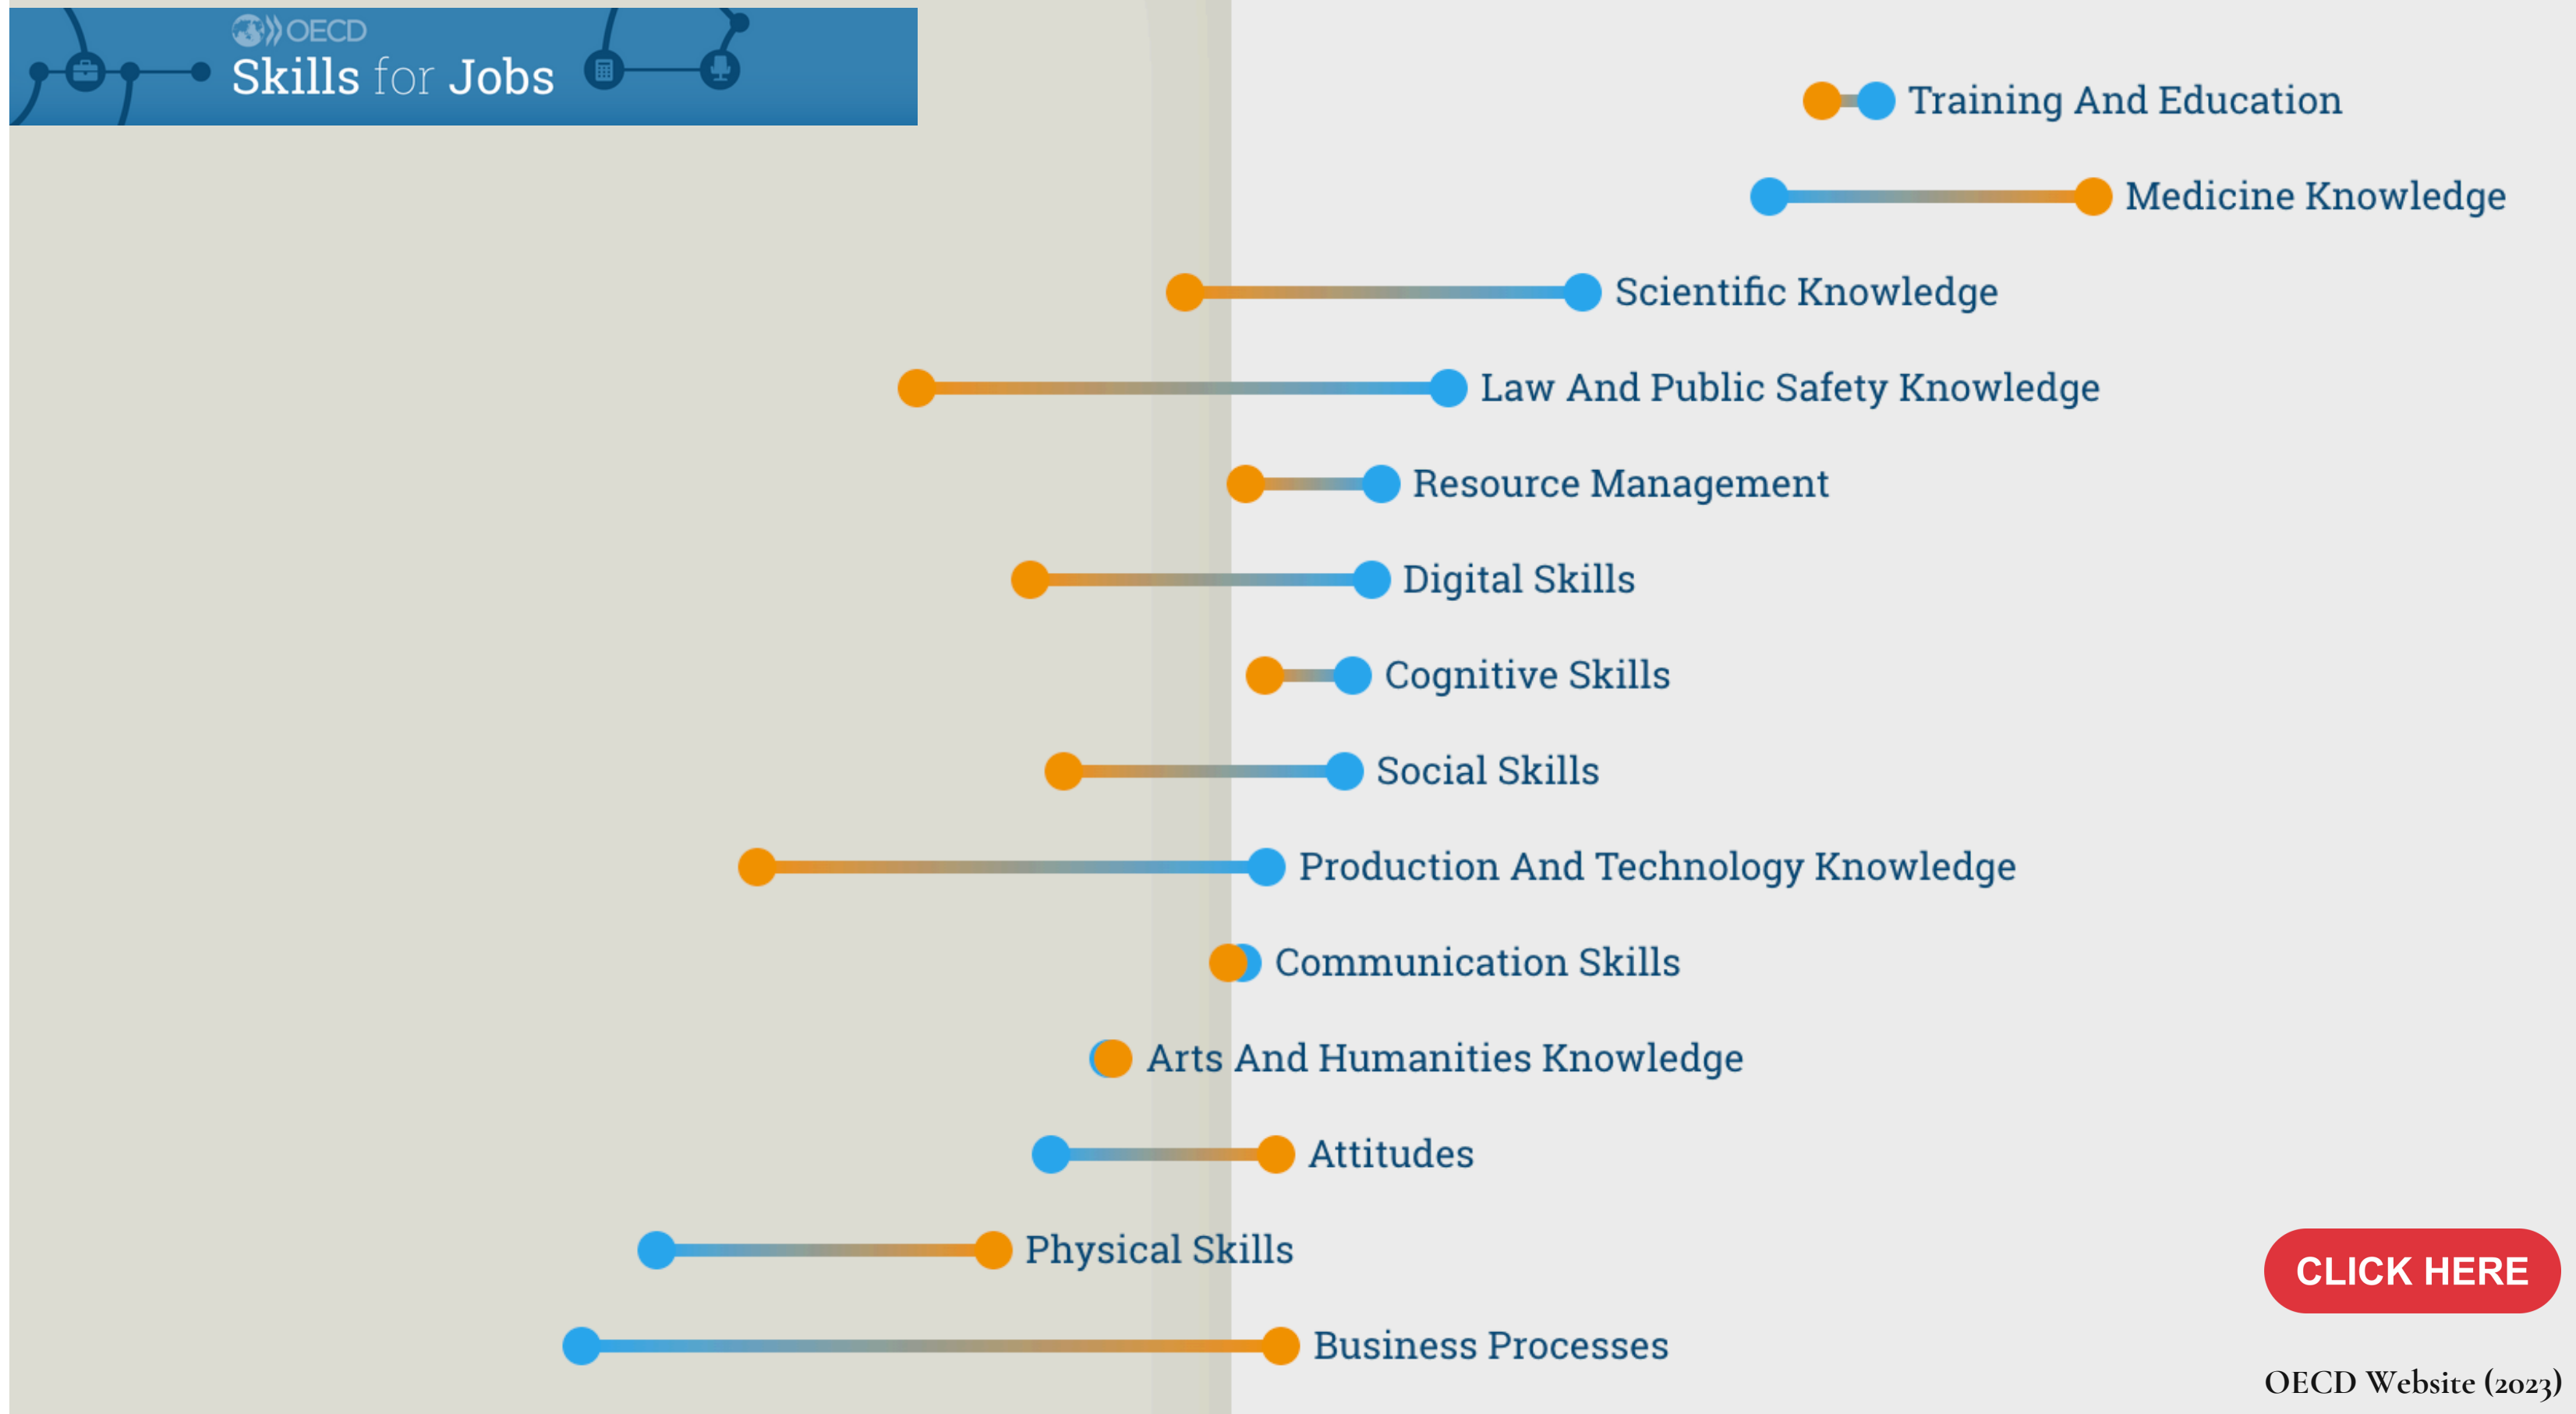 OECD
Skills for Jobs
Training And Education
Medicine Knowledge
Scientific Knowledge
Law And Public Safety Knowledge
Resource Management
Digital Skills
Cognitive Skills
Social Skills
Production And Technology Knowledge
Communication Skills
Arts And Humanities Knowledge
Attitudes
Physical Skills
CLICK HERE
Business Processes
OECD Website (2023)